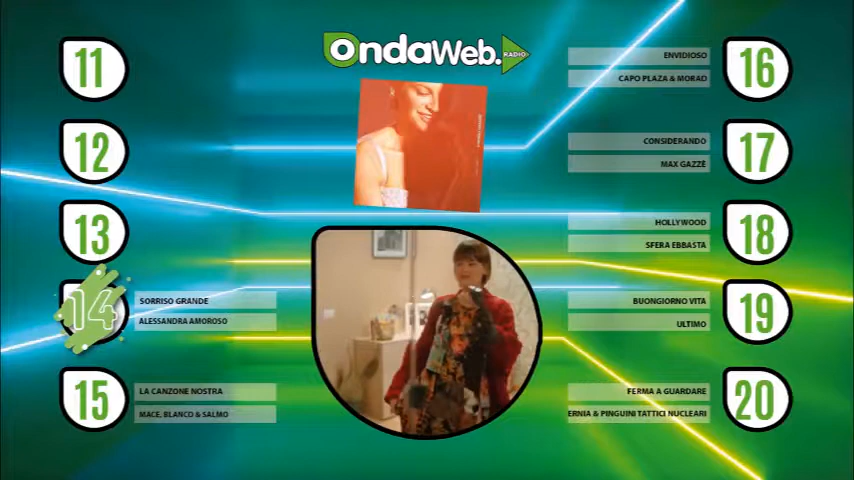 OndaWeb. RADIO
11
12
13
14
SORRISO GRANDE
ALESSANDRA AMOROSO
15
LA CANZONE NOSTRA
MACE, BLANCO & SALMO
ENVIDIOSO
CAPO PLAZA & MORAD
16
CONSIDERANDO
MAX GAZZÈ
17
HOLLYWOOD
SFERA EBBASTA
18
BUONGIORNO VITA
ULTIMO
19
FERMA A GUARDARE
ERNIA & PINGUINI TATTICI NUCLEARI
20